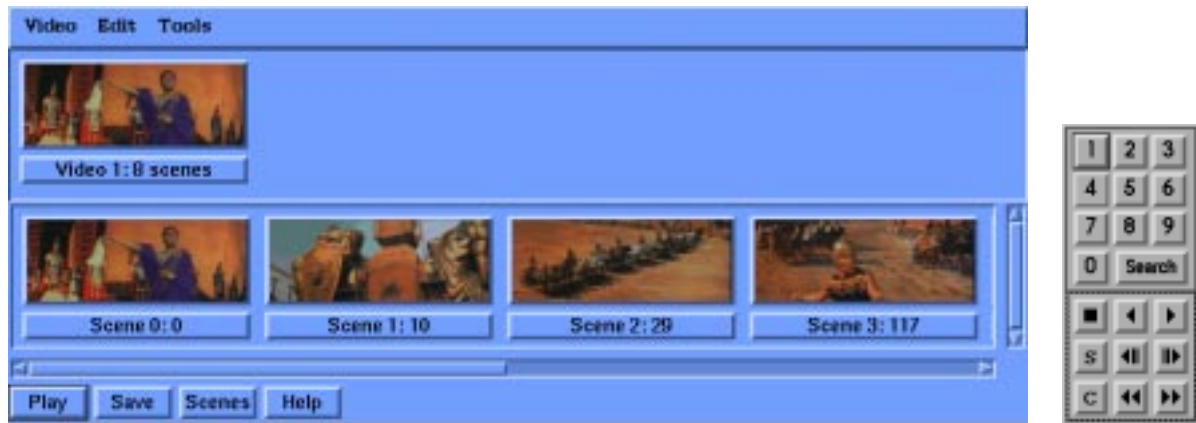 Video Edit Tools
Video 1: 8 scenes
Scene 0: 0 Scene 1: 10 Scene 2: 29 Scene 3: 117
Play Save Scenes Help
1 2 3
4 5 6
7 8 9
0 Search
S
C